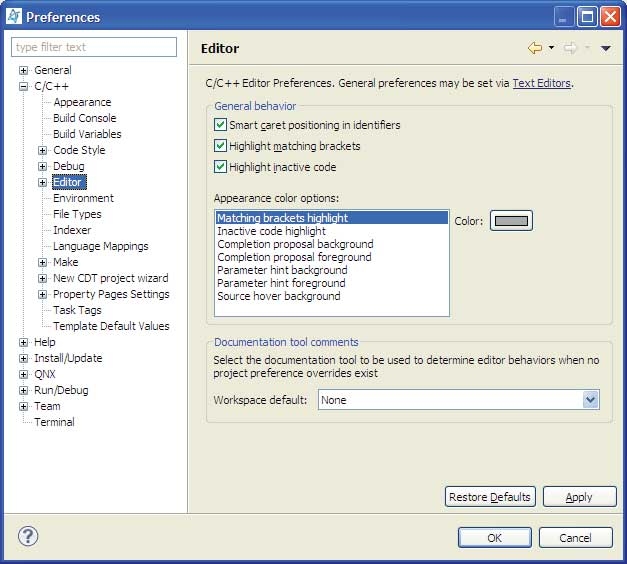 Preferences
type filter text
General
C/C++
Appearance
Build Console
Build Variables
Code Style
Debug
Editor
Environment
File Types
Indexer
Language Mappings
Make
New CDT project wizard
Property Pages Settings
Task Tags
Template Default Values
Help
Install/Update
QNX
Run/Debug
Team
Terminal
Editor
C/C++ Editor Preferences. General preferences may be set via Text Editors.
General behavior
Smart caret positioning in identifiers
Highlight matching brackets
Highlight inactive code
Appearance color options:
Matching brackets highlight
Inactive code highlight
Completion proposal background
Completion proposal foreground
Parameter hint background
Parameter hint foreground
Source hover background
Color:
Documentation tool comments
Select the documentation tool to be used to determine editor behaviors when no
project preference overrides exist
Workspace default: None
Restore Defaults Apply
? OK Cancel